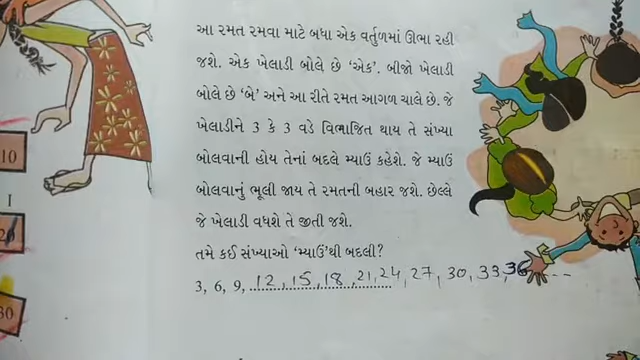 આ રમત રમવા માટે બધા એક વર્તુળમાં ઊભા રહી
જશે. એક ખેલાડી બોલે છે 'એક'. બીજો ખેલાડી
બોલે છે 'બે' અને આ રીતે રમત આગળ ચાલે છે. જે
ખેલાડીને 3 કે 3 વડે વિભાજિત થાય તે સંખ્યા
બોલવાની હોય તેનાં બદલે મ્યાઉં કહેશે. જે મ્યાઉં
બોલવાનું ભૂલી જાય તે રમતની બહાર જશે. છેલ્લે
જે ખેલાડી વધશે તે જીતી જશે.
તમે કઈ સંખ્યાઓ 'મ્યાઉં'થી બદલી?
3, 6, 9, 12, 15, 18, 21, 24, 27, 30, 33, 36
10
I